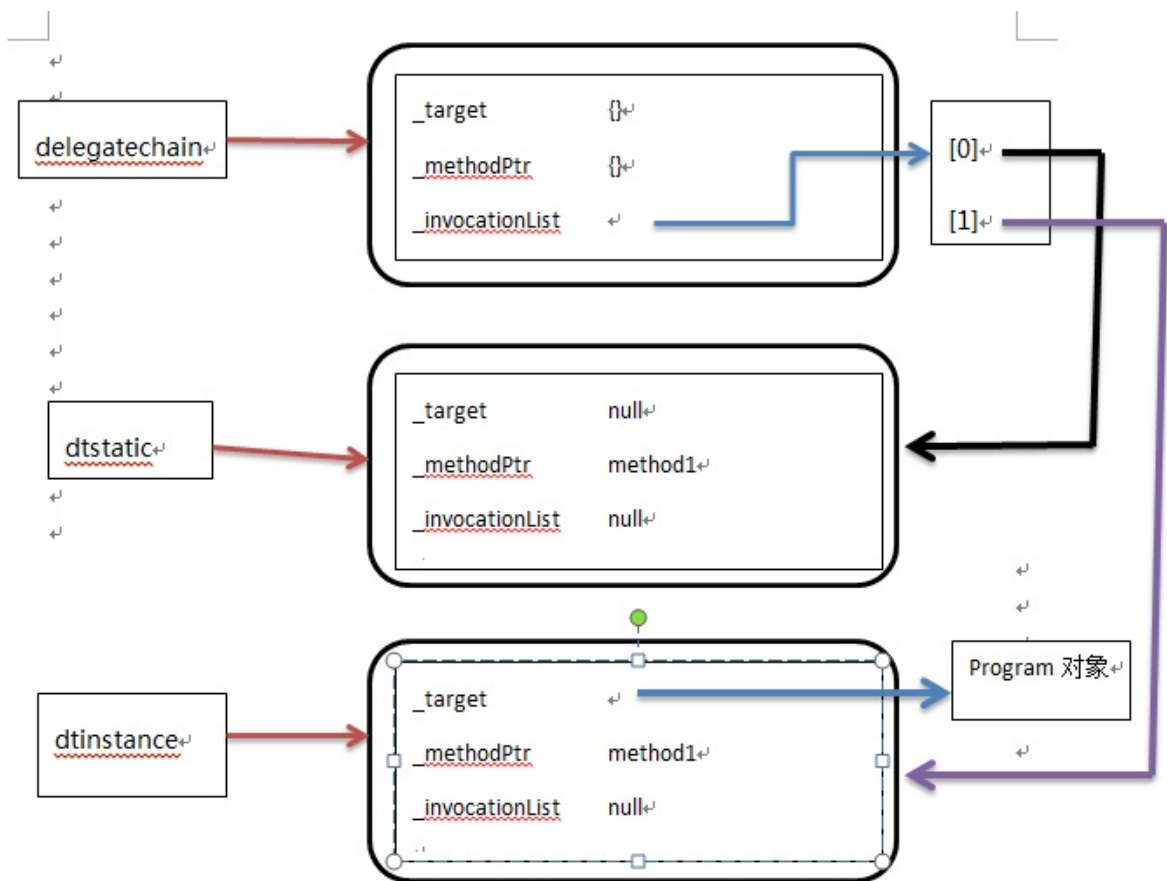 delegatechain
_target {}
_methodPtr {}
_invocationList
[0]
[1]
dtstatic
_target null
_methodPtr method1
_invocationList null
dtinstance
_target
_methodPtr method1
_invocationList null
Program 对象